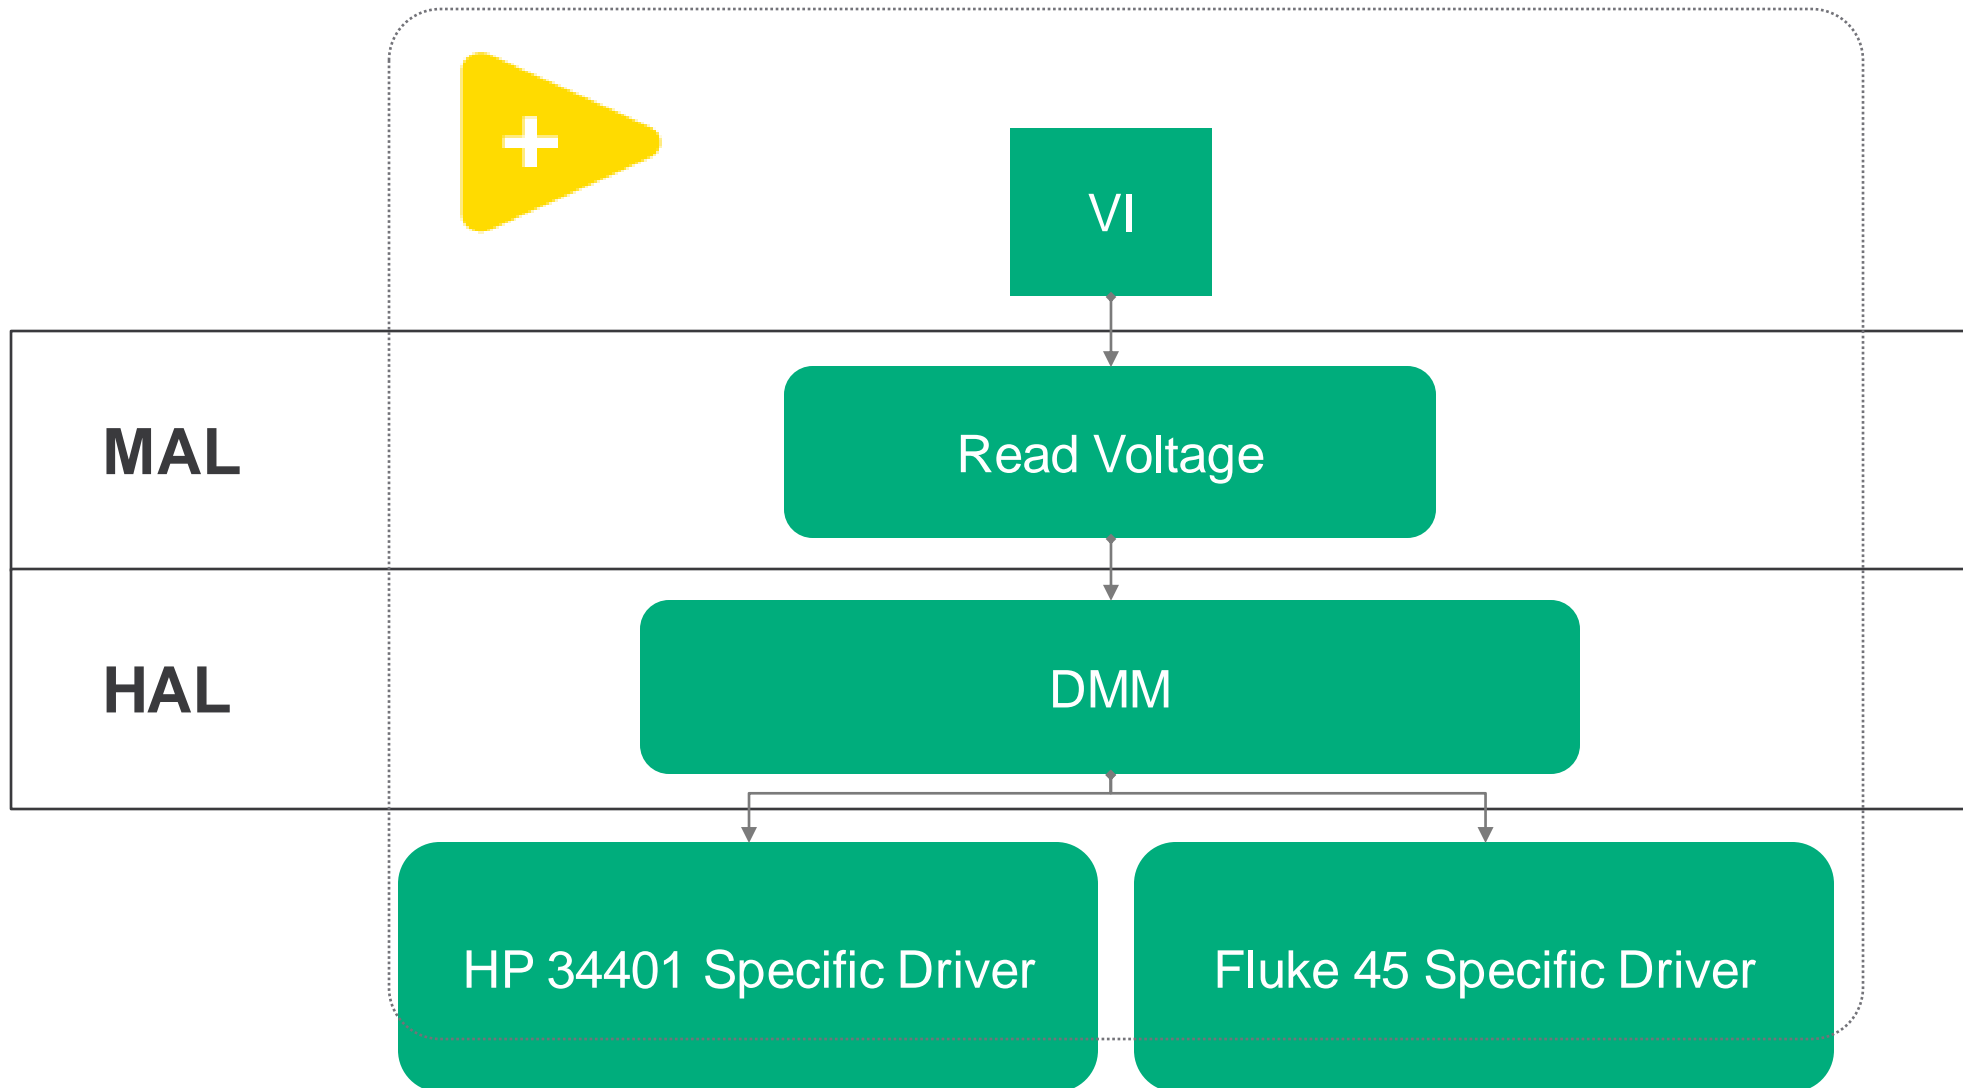 VI
MAL
Read Voltage
HAL
DMM
HP 34401 Specific Driver
Fluke 45 Specific Driver